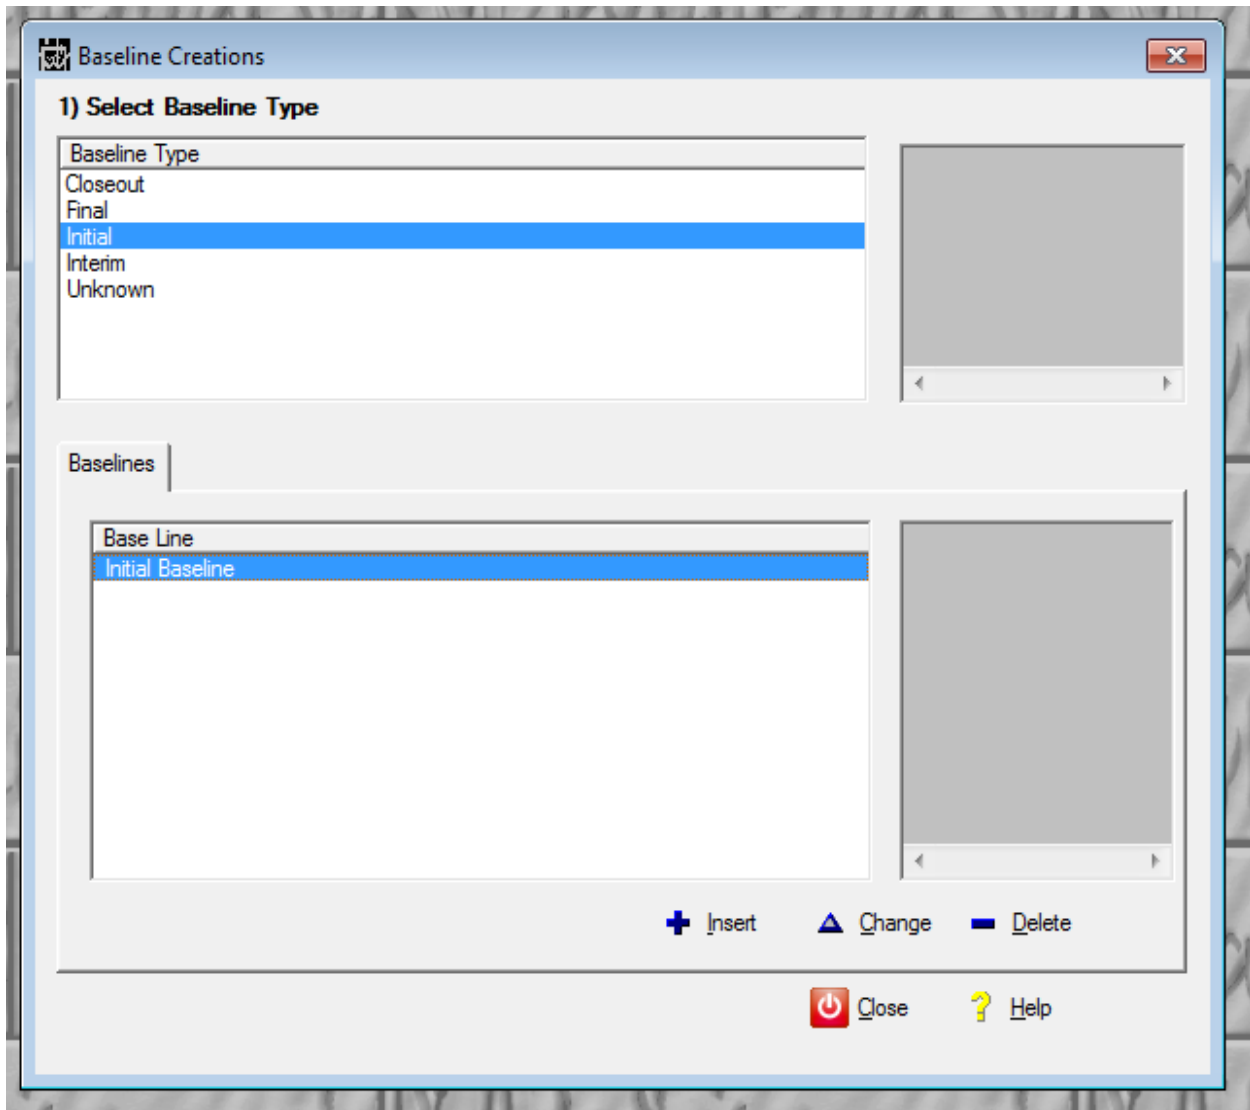 Baseline Creations
1) Select Baseline Type
Baseline Type
Closeout
Final
Initial
Interim
Unknown
Baselines
Base Line
Initial Baseline
Insert Change Delete
Close Help